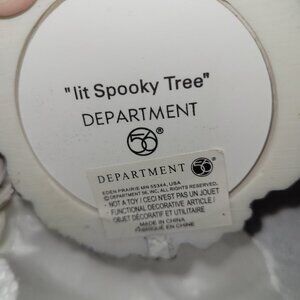 "lit Spooky Tree"
DEPARTMENT
56®
DEPARTMENT 56®
EDEN PRAIRIE MN 55344, USA
© DEPARTMENT 56, INC. ALL RIGHTS RESERVED.
NOT A TOY / CECI N'EST PAS UN JOUET
FUNCTIONAL DECORATIVE ARTICLE /
OBJET DÉCORATIF ET UTILITAIRE
MADE IN CHINA
FABRIQUÉ EN CHINE